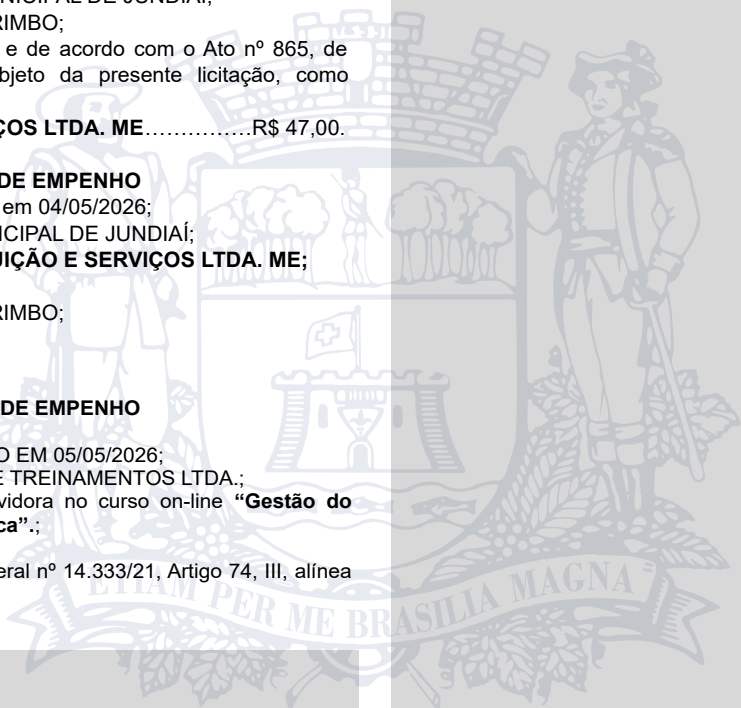 NICIPAL DE JUNDIAÍ;
RIMBO;
e de acordo com o Ato nº 865, de
bjeto da presente licitação, como
ÇOS LTDA. ME……………R$ 47,00.
DE EMPENHO
em 04/05/2026;
NICIPAL DE JUNDIAÍ;
UIÇÃO E SERVIÇOS LTDA. ME;
RIMBO;
DE EMPENHO
O EM 05/05/2026;
E TREINAMENTOS LTDA.;
vidora no curso on-line “Gestão do
ca”.;
eral nº 14.333/21, Artigo 74, III, alínea
ETIAM PER ME BRASILIA MAGNA